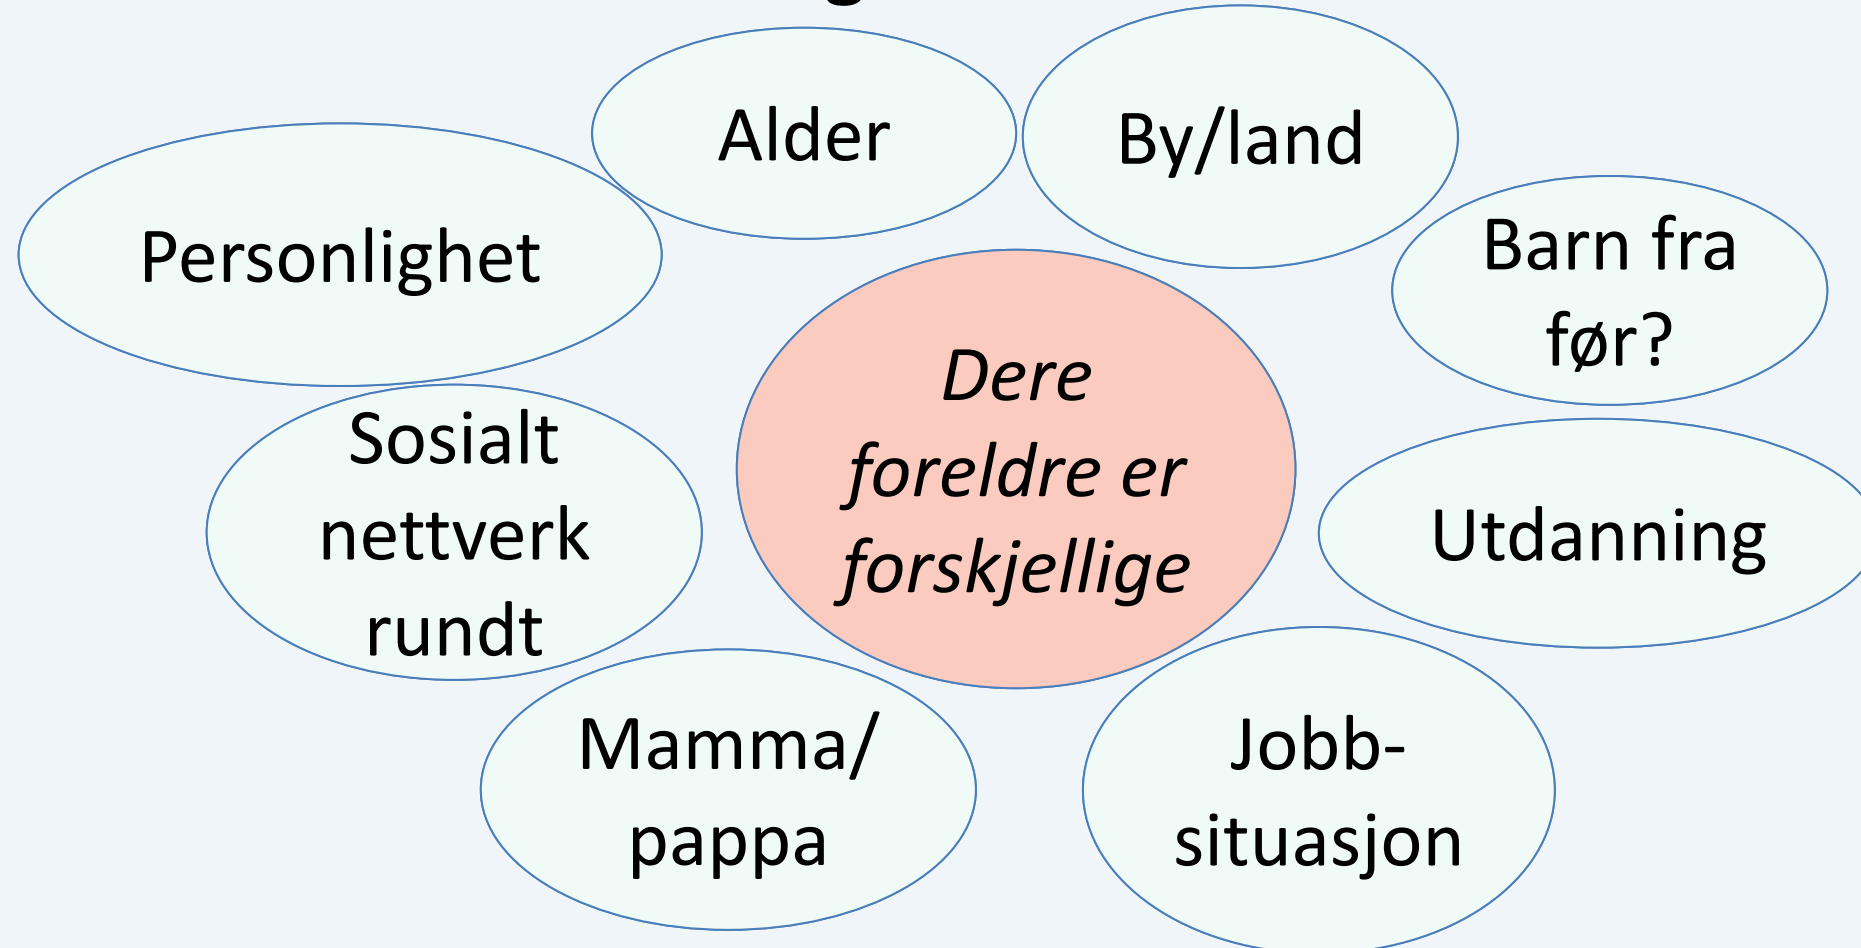 Alder
By/land
Personlighet
Barn fra
før?
Dere
foreldre er
forskjellige
Sosialt
nettverk
rundt
Utdanning
Mamma/
pappa
Jobb-
situasjon